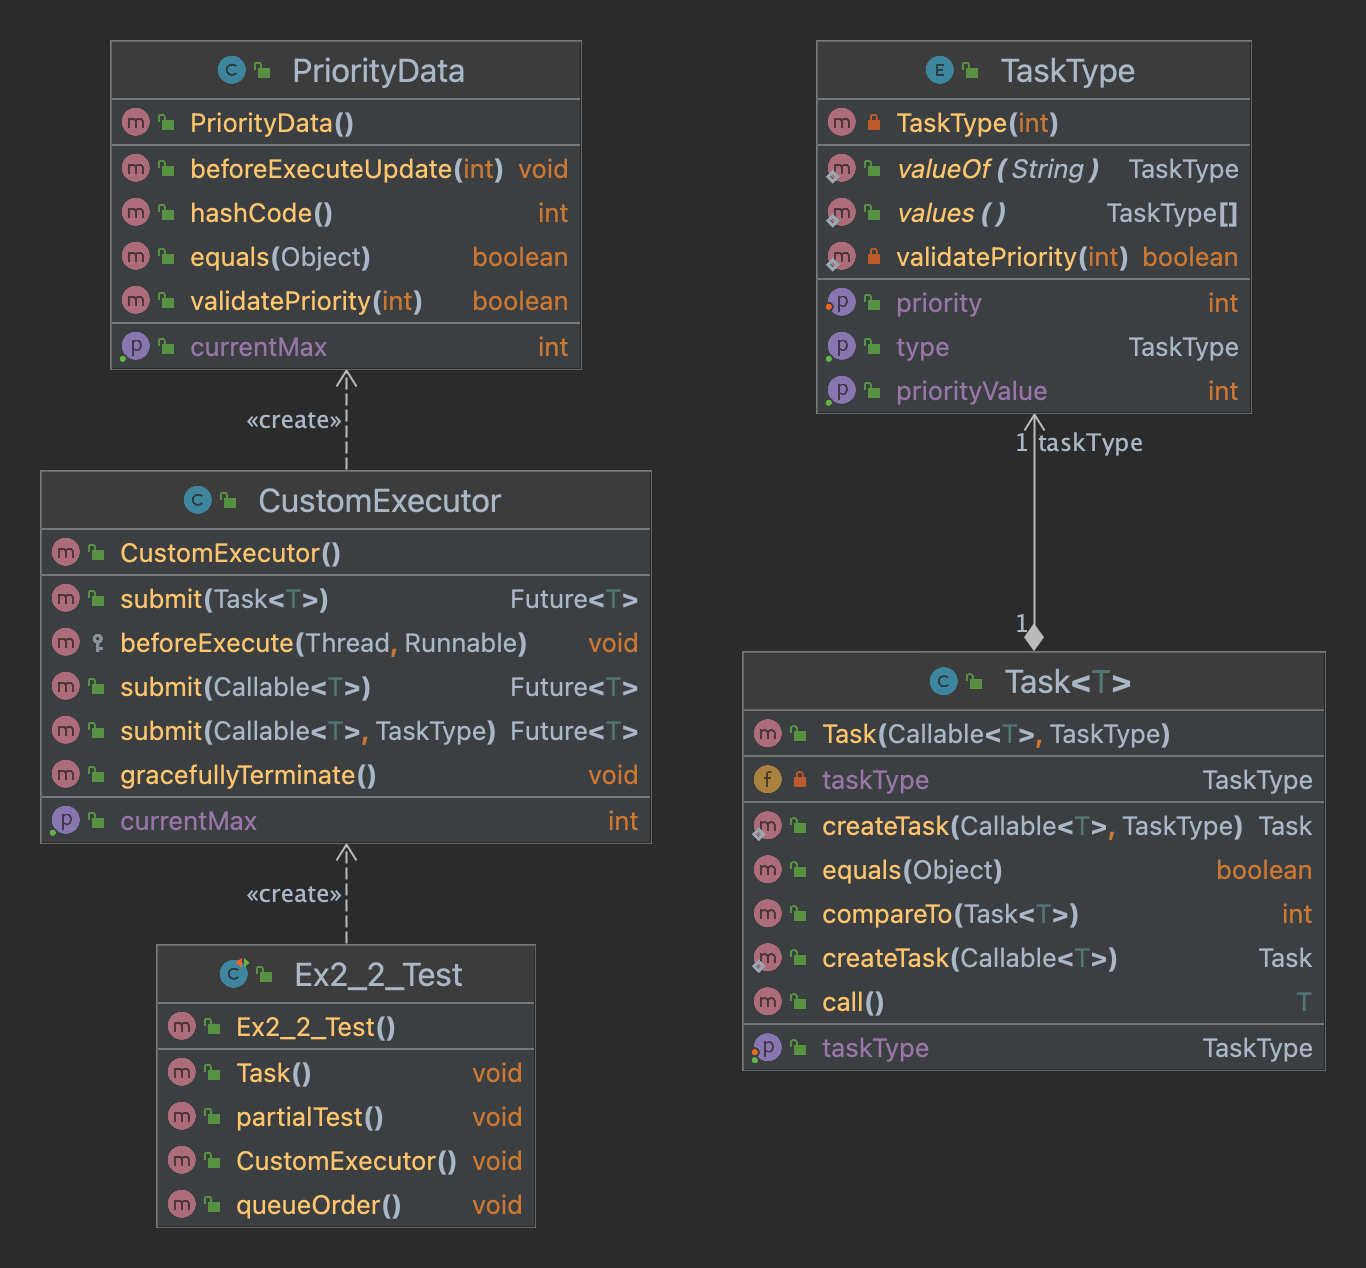 PriorityData
PriorityData()
beforeExecuteUpdate(int) void
hashCode() int
equals(Object) boolean
validatePriority(int) boolean
currentMax int
«create»
CustomExecutor
CustomExecutor()
submit(Task<T>) Future<T>
beforeExecute(Thread, Runnable) void
submit(Callable<T>) Future<T>
submit(Callable<T>, TaskType) Future<T>
gracefullyTerminate() void
currentMax int
«create»
Ex2_2_Test
Ex2_2_Test()
Task() void
partialTest() void
CustomExecutor() void
queueOrder() void
TaskType
TaskType(int)
valueOf(String) TaskType
values() TaskType[]
validatePriority(int) boolean
priority int
type TaskType
priorityValue int
1 taskType
1
Task<T>
Task(Callable<T>, TaskType)
taskType TaskType
createTask(Callable<T>, TaskType) Task
equals(Object) boolean
compareTo(Task<T>) int
createTask(Callable<T>) Task
call() T
taskType TaskType